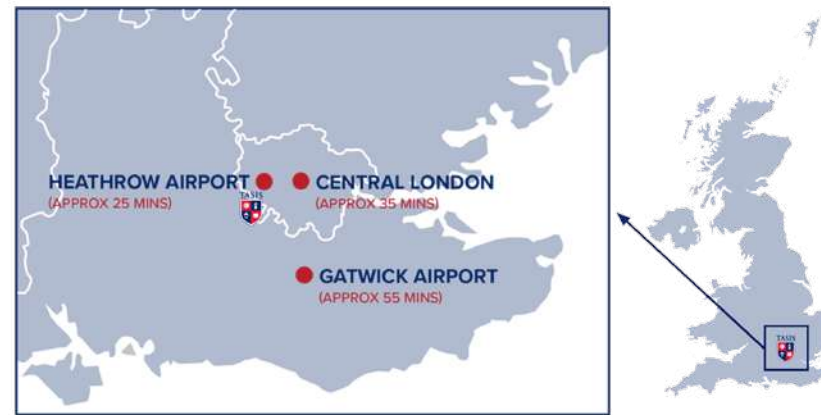 HEATHROW AIRPORT
(APPROX 25 MINS)
TASIS
CENTRAL LONDON
(APPROX 35 MINS)
GATWICK AIRPORT
(APPROX 55 MINS)
TASIS